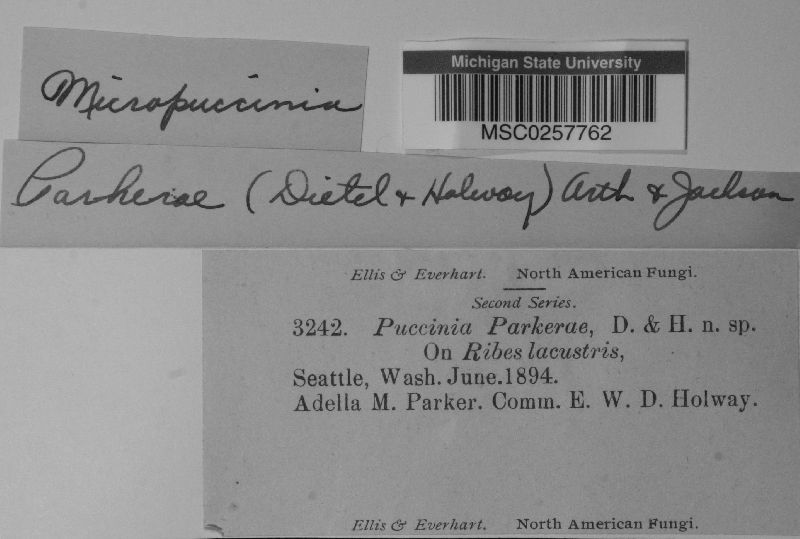 Micropuccinia
Michigan State University
MSC0257762
Parkerae (Dietel & Holway) Arth & Jackson
Ellis & Everhart. North American Fungi.
Second Series.
3242. Puccinia Parkerae, D. & H. n. sp.
On Ribes lacustris,
Seattle, Wash. June. 1894.
Adella M. Parker. Comm. E. W. D. Holway.
Ellis & Everhart. North American Fungi.